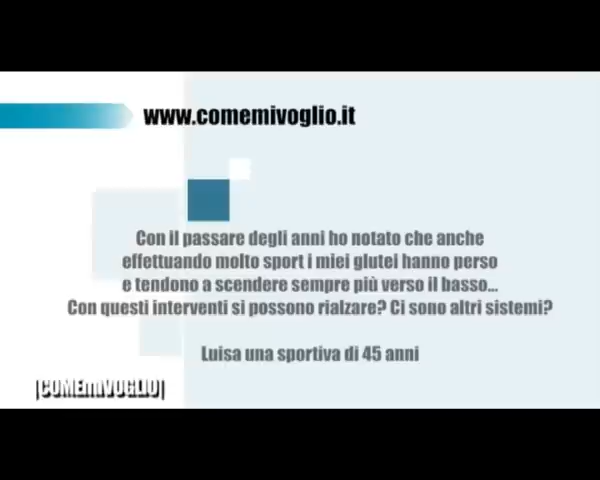 www.comemivoglio.it
Con il passare degli anni ho notato che anche
effettuando molto sport i miei glutei hanno perso
e tendono a scendere sempre più verso il basso...
Con questi interventi si possono rialzare? Ci sono altri sistemi?
Luisa una sportiva di 45 anni
[COMEmiVOGLIO]